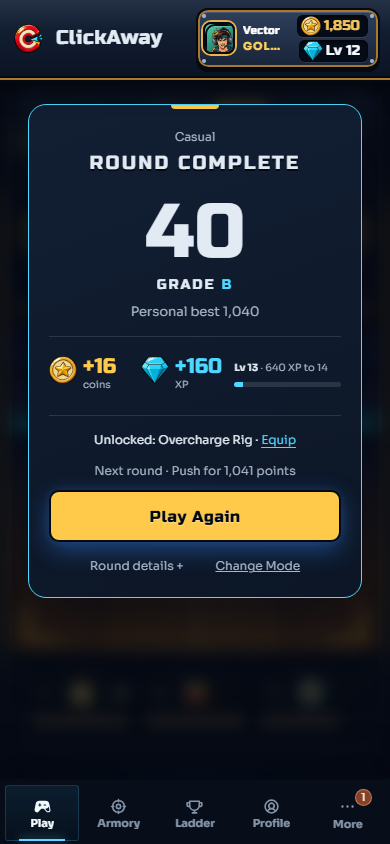 ClickAway
Vector
GOL...
1,850
Lv 12
Casual
ROUND COMPLETE
40
GRADE B
Personal best 1,040
+16
coins
+160
XP
Lv 13 · 640 XP to 14
Unlocked: Overcharge Rig · Equip
Next round · Push for 1,041 points
Play Again
Round details +
Change Mode
Play
Armory
Ladder
Profile
1
More